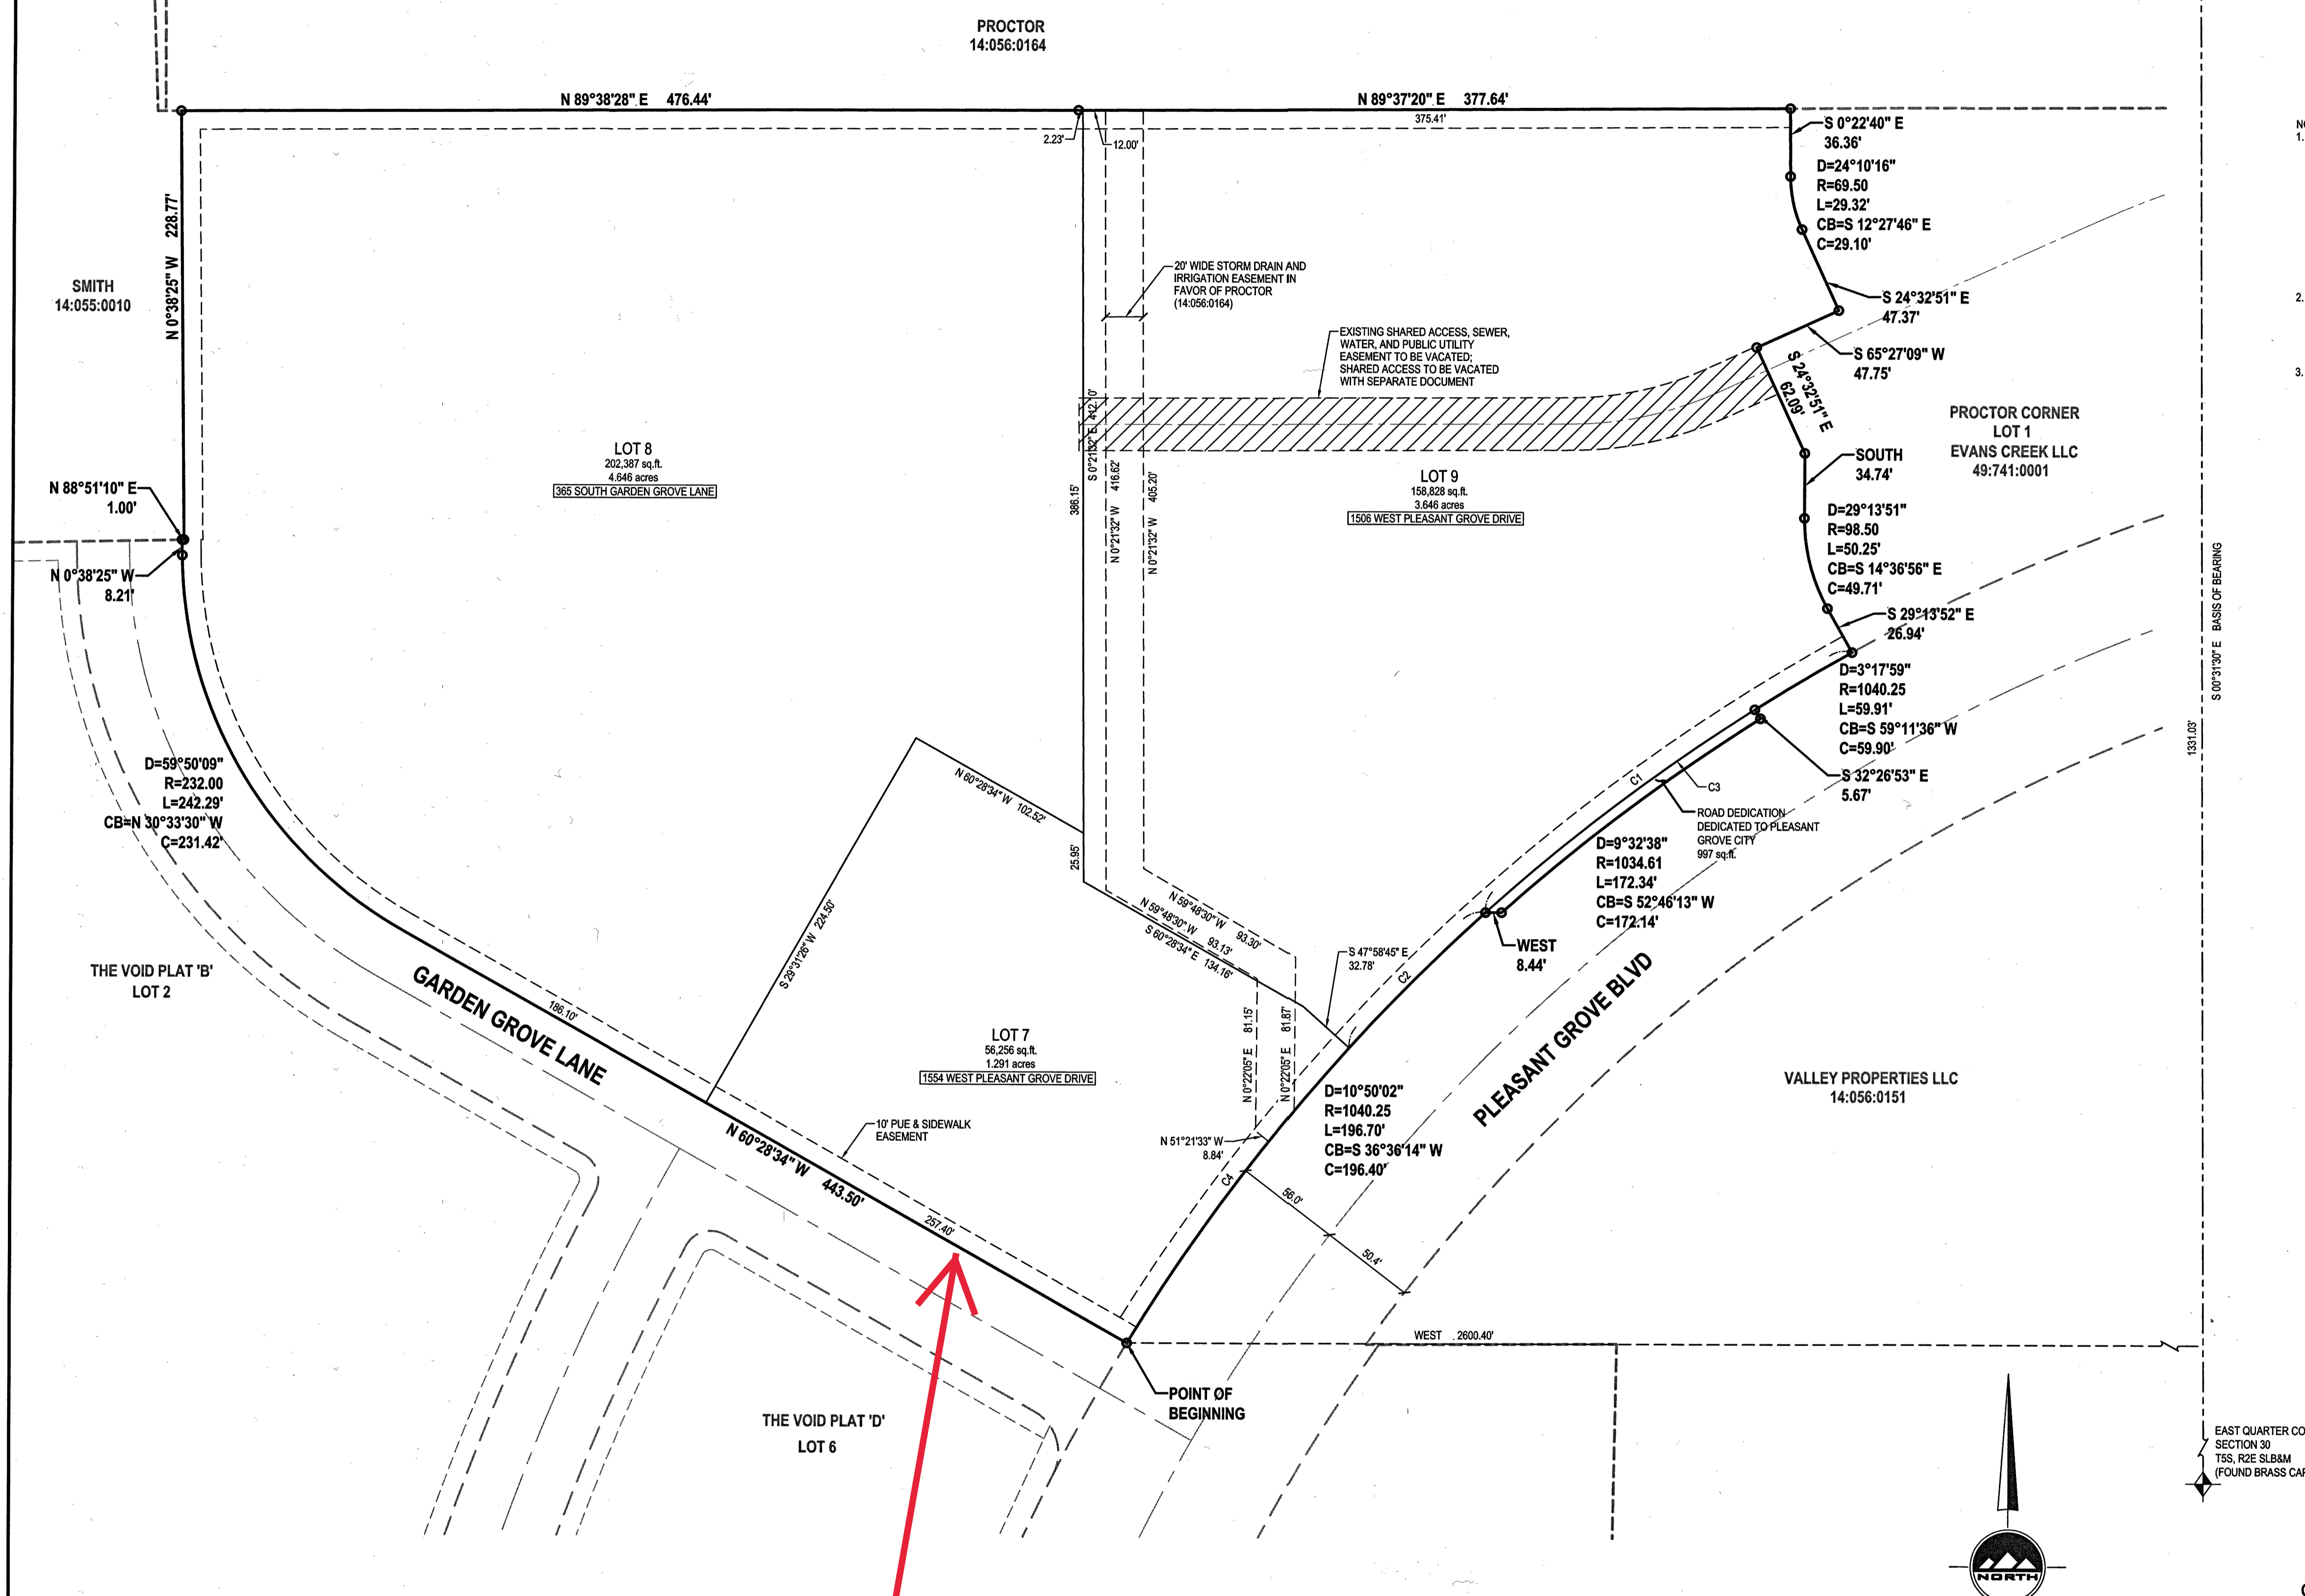 PROCTOR
14:056:0164
N 89°38'28" E 476.44'
N 89°37'20" E 377.64'
375.41'
2.23'
12.00'
S 0°22'40" E
36.36'
D=24°10'16"
R=69.50
L=29.32'
CB=S 12°27'46" E
C=29.10'
N 0°38'25" W 228.77'
SMITH
14:055:0010
20' WIDE STORM DRAIN AND
IRRIGATION EASEMENT IN
FAVOR OF PROCTOR
(14:056:0164)
S 24°32'51" E
47.37'
EXISTING SHARED ACCESS, SEWER,
WATER, AND PUBLIC UTILITY
EASEMENT TO BE VACATED;
SHARED ACCESS TO BE VACATED
WITH SEPARATE DOCUMENT
S 65°27'09" W
47.75'
S 24°32'51" E
62.09'
1.
2.
3.
PROCTOR CORNER
LOT 1
EVANS CREEK LLC
49:741:0001
LOT 8
202,387 sq.ft.
4.646 acres
365 SOUTH GARDEN GROVE LANE
S 0°21'32" E 412.10'
386.15'
N 0°21'32" W 416.62'
N 0°21'32" W 405.20'
LOT 9
158,828 sq.ft.
3.646 acres
1506 WEST PLEASANT GROVE DRIVE
SOUTH
34.74'
N 88°51'10" E
1.00'
N 0°38'25" W
8.21'
D=29°13'51"
R=98.50
L=50.25'
CB=S 14°36'56" E
C=49.71'
S 29°13'52" E
26.94'
S 00°31'30" E BASIS OF BEARING
1331.03'
D=3°17'59"
R=1040.25
L=59.91'
CB=S 59°11'36" W
C=59.90'
S 32°26'53" E
5.67'
D=59°50'09"
R=232.00
L=242.29'
CB=N 30°33'30" W
C=231.42'
N 60°28'34" W 102.52'
25.95'
C1
C3
ROAD DEDICATION
DEDICATED TO PLEASANT
GROVE CITY
997 sq.ft.
D=9°32'38"
R=1034.61
L=172.34'
CB=S 52°46'13" W
C=172.14'
S 29°31'26" W 224.50'
N 59°48'30" W 93.30'
N 59°48'30" W 93.13'
S 60°28'34" E 134.16'
S 47°58'45" E
32.78'
C2
WEST
8.44'
THE VOID PLAT 'B'
LOT 2
GARDEN GROVE LANE
186.10'
LOT 7
56,256 sq.ft.
1.291 acres
1554 WEST PLEASANT GROVE DRIVE
N 0°22'05" E 81.15'
N 0°22'05" E 81.87'
PLEASANT GROVE BLVD
VALLEY PROPERTIES LLC
14:056:0151
D=10°50'02"
R=1040.25
L=196.70'
CB=S 36°36'14" W
C=196.40'
10' PUE & SIDEWALK
EASEMENT
N 51°21'33" W
8.84'
C4
N 60°28'34" W 443.50'
257.40'
56.0'
50.4'
WEST 2600.40'
POINT OF
BEGINNING
THE VOID PLAT 'D'
LOT 6
EAST QUARTER CO
SECTION 30
T5S, R2E SLB&M
(FOUND BRASS CA
NORTH